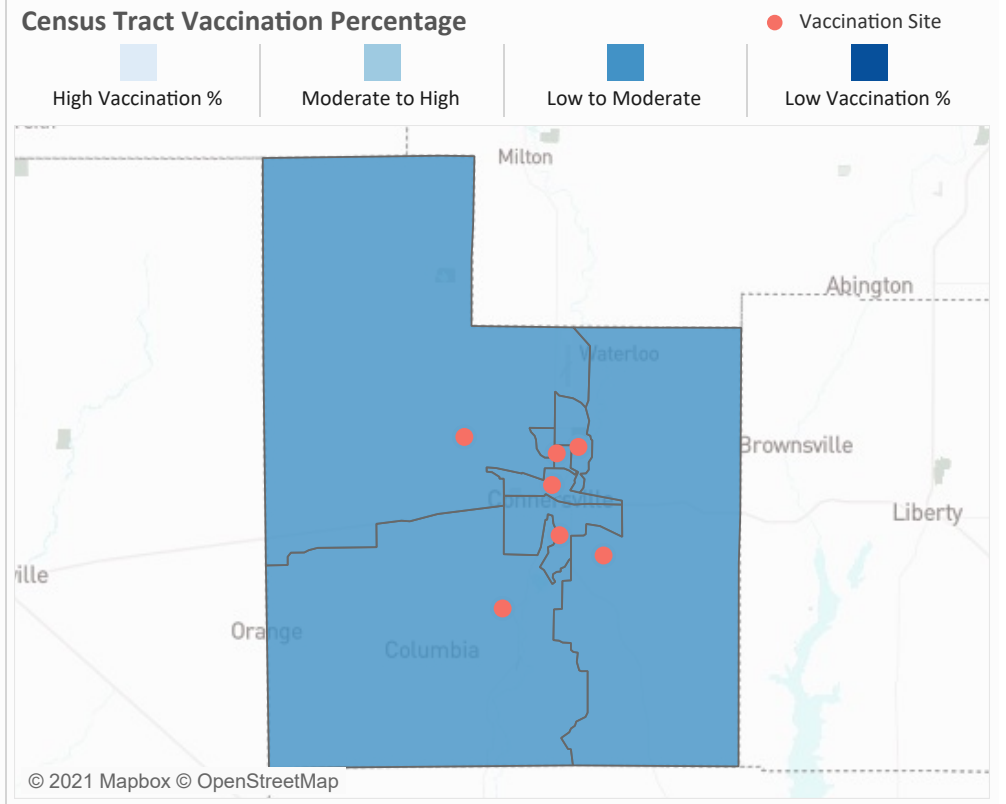 Census Tract Vaccination Percentage
Vaccination Site
High Vaccination %
Moderate to High
Low to Moderate
Low Vaccination %
Milton
Abington
Waterloo
Brownsville
Connersville
Liberty
ville
Orange
Columbia
© 2021 Mapbox © OpenStreetMap